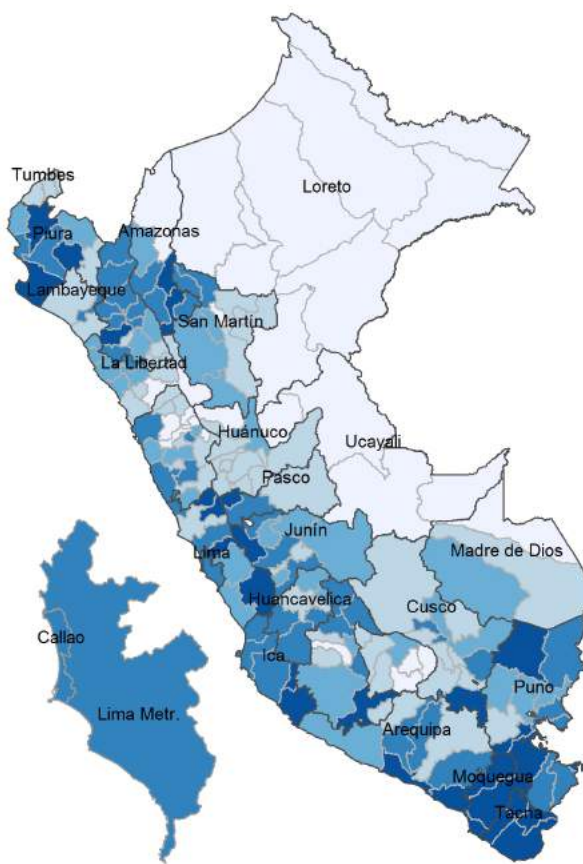 Loreto
Tumbes
Piura
Amazonas
Lambayeque
San Martín
La Libertad
Huánuco
Ucayali
Pasco
Junín
Lima
Madre de Dios
Huancavelica
Cusco
Callao
Ica
Puno
Lima Metr.
Arequipa
Moquegua
Tacna